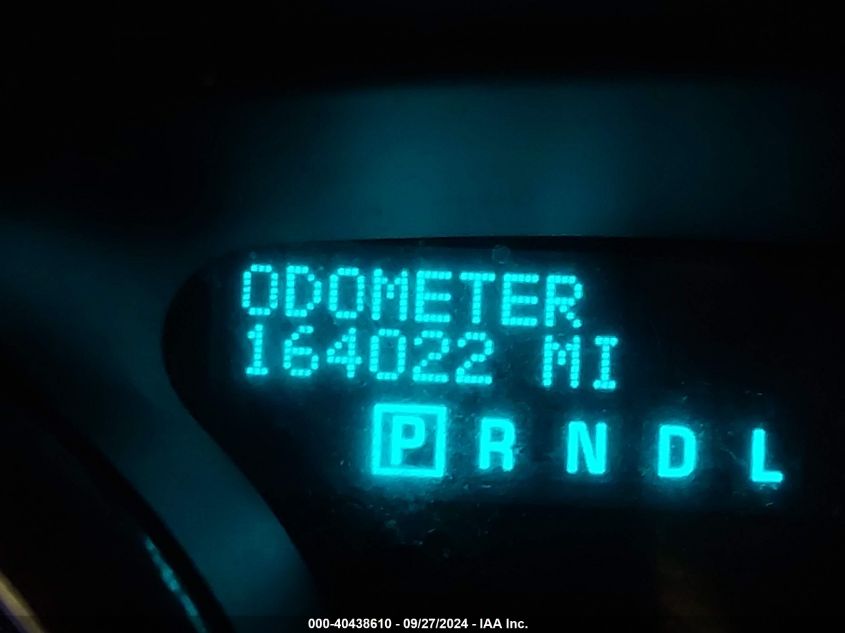 ODOMETER
164022 MI
P R N D L
000-40438610 - 09/27/2024 - IAA Inc.